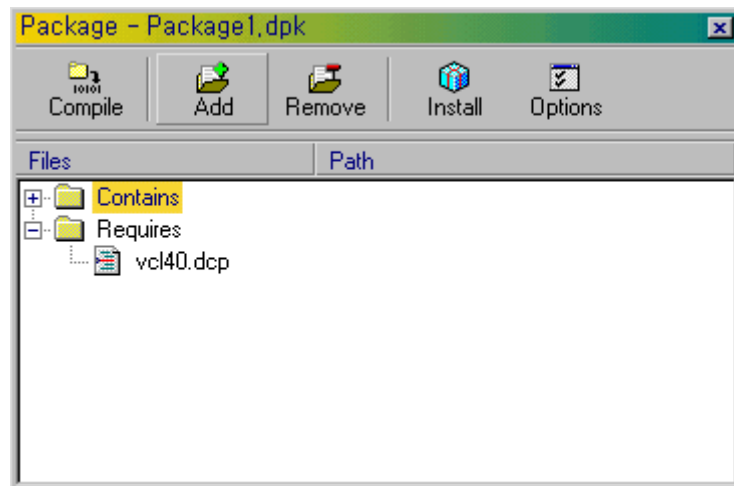 Package - Package1.dpk
Compile Add Remove Install Options
Files Path
Contains
Requires
vcl40.dcp